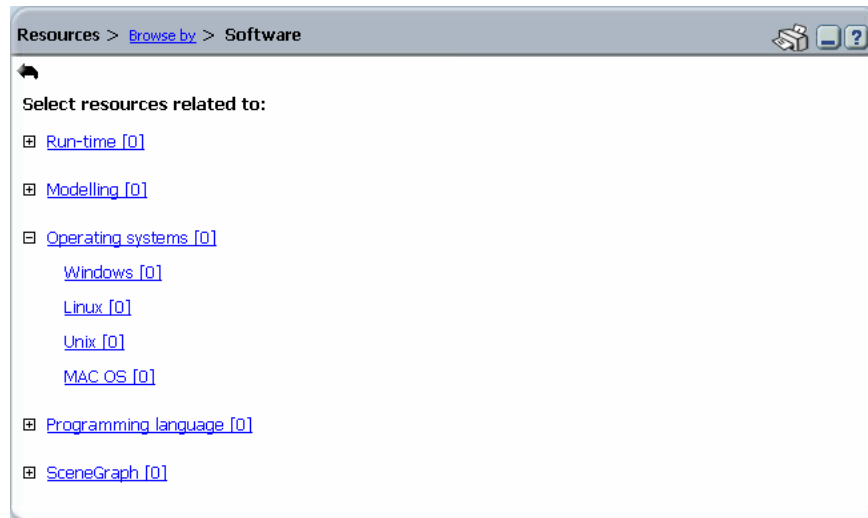 Resources > Browse by > Software
?
Select resources related to:
Run-time [0]
Modelling [0]
Operating systems [0]
Windows [0]
Linux [0]
Unix [0]
MAC OS [0]
Programming language [0]
SceneGraph [0]